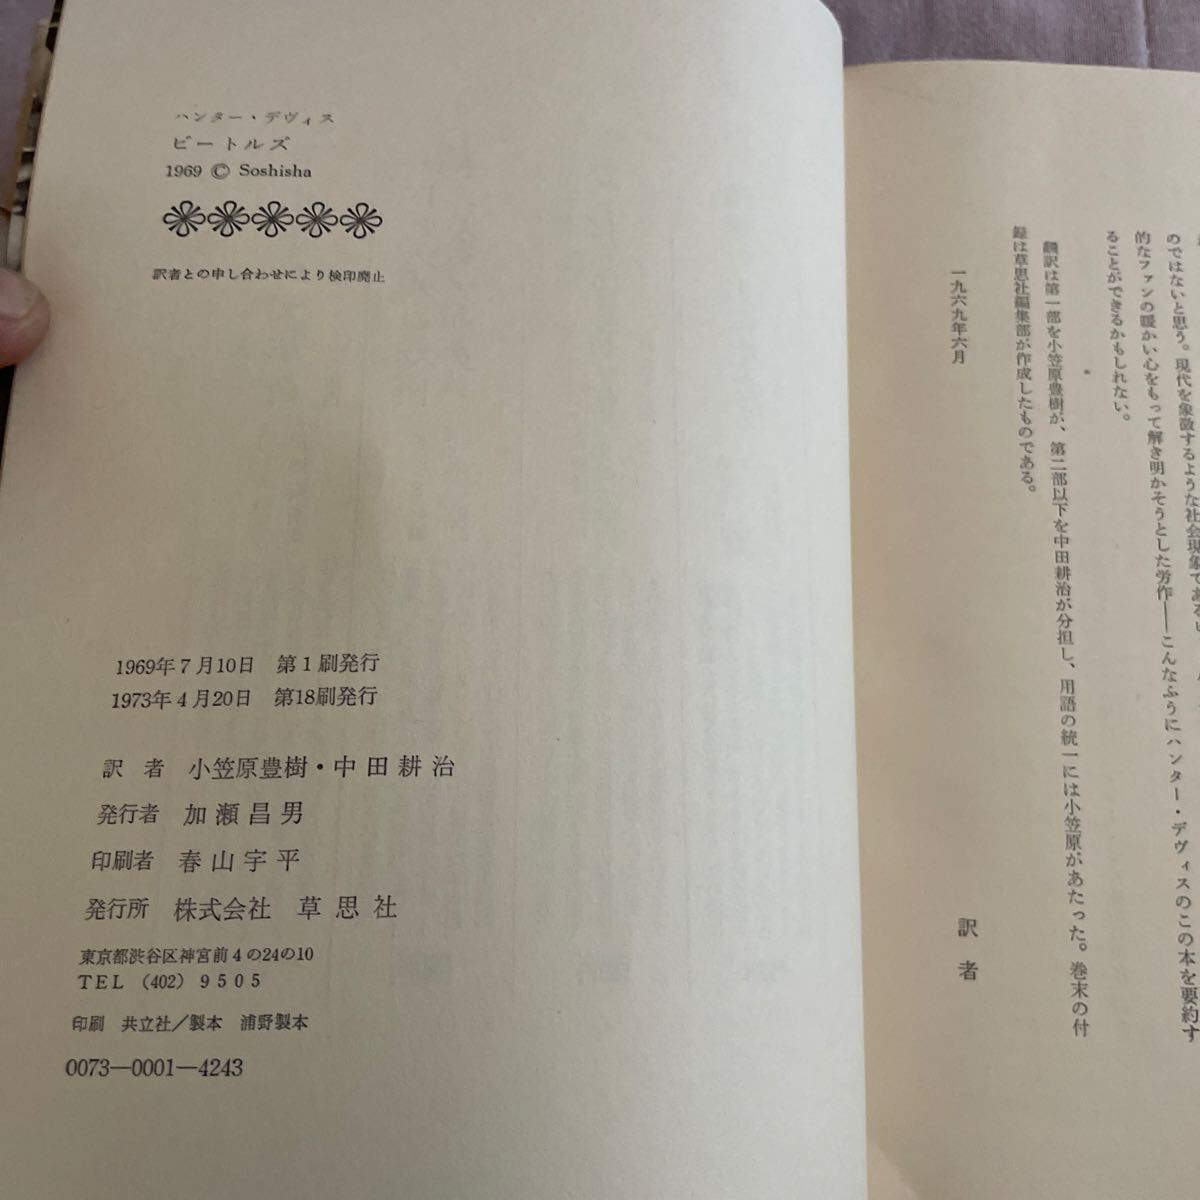 のではないと思う。現代を象徴するような社会現象である
的なファンの暖かい心をもって解き明かそうとした労作――こんなふうにハンター・デヴィスのこの本を要約す
ることができるかもしれない。
翻訳は第一部を小笠原豊樹が、第二部以下を中田耕治が分担し、用語の統一には小笠原があたった。巻末の付
録は草思社編集部が作成したものである。
一九六九年六月
訳者
ハンター・デヴィス
ビートルズ
1969 © Soshisha
訳者との申し合わせにより検印廃止
1969年7月10日 第1刷発行
1973年4月20日 第18刷発行
訳者 小笠原豊樹・中田耕治
発行者 加瀬昌男
印刷者 春山宇平
発行所 株式会社 草思社
東京都渋谷区神宮前4の24の10
TEL (402) 9505
印刷 共立社/製本 浦野製本
0073—0001—4243